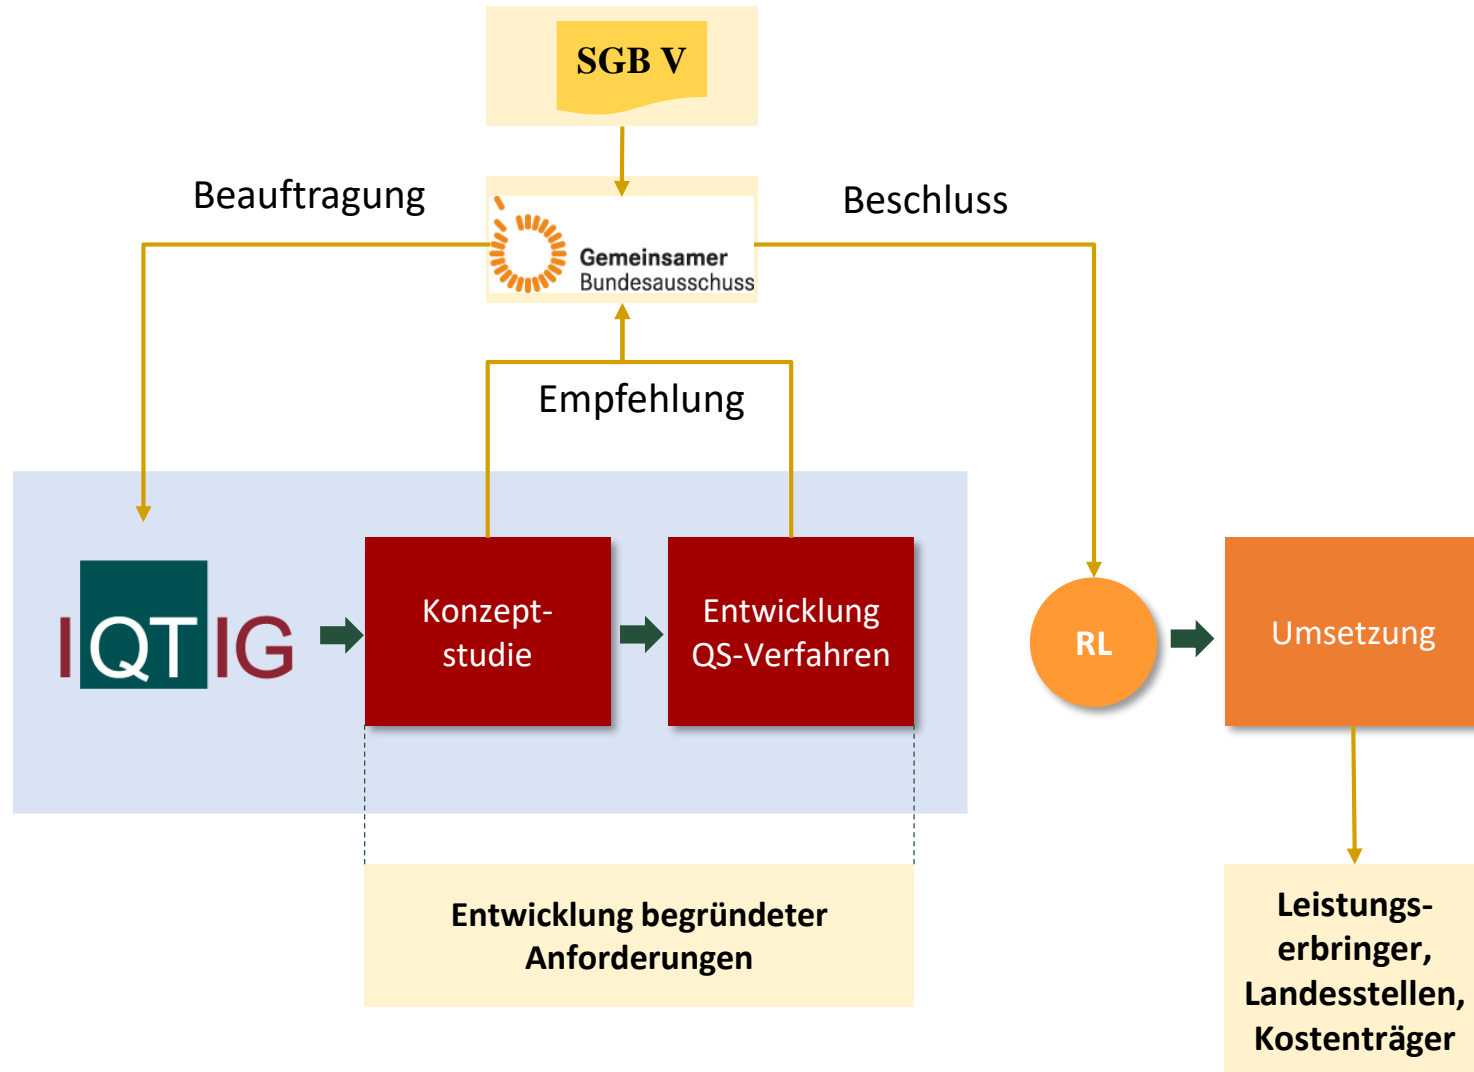 SGB V
Beauftragung
Beschluss
Gemeinsamer
Bundesausschuss
Empfehlung
IQTIG
Konzept-
studie
Entwicklung
QS-Verfahren
RL
Umsetzung
Entwicklung begründeter
Anforderungen
Leistungs-
erbringer,
Landesstellen,
Kostenträger